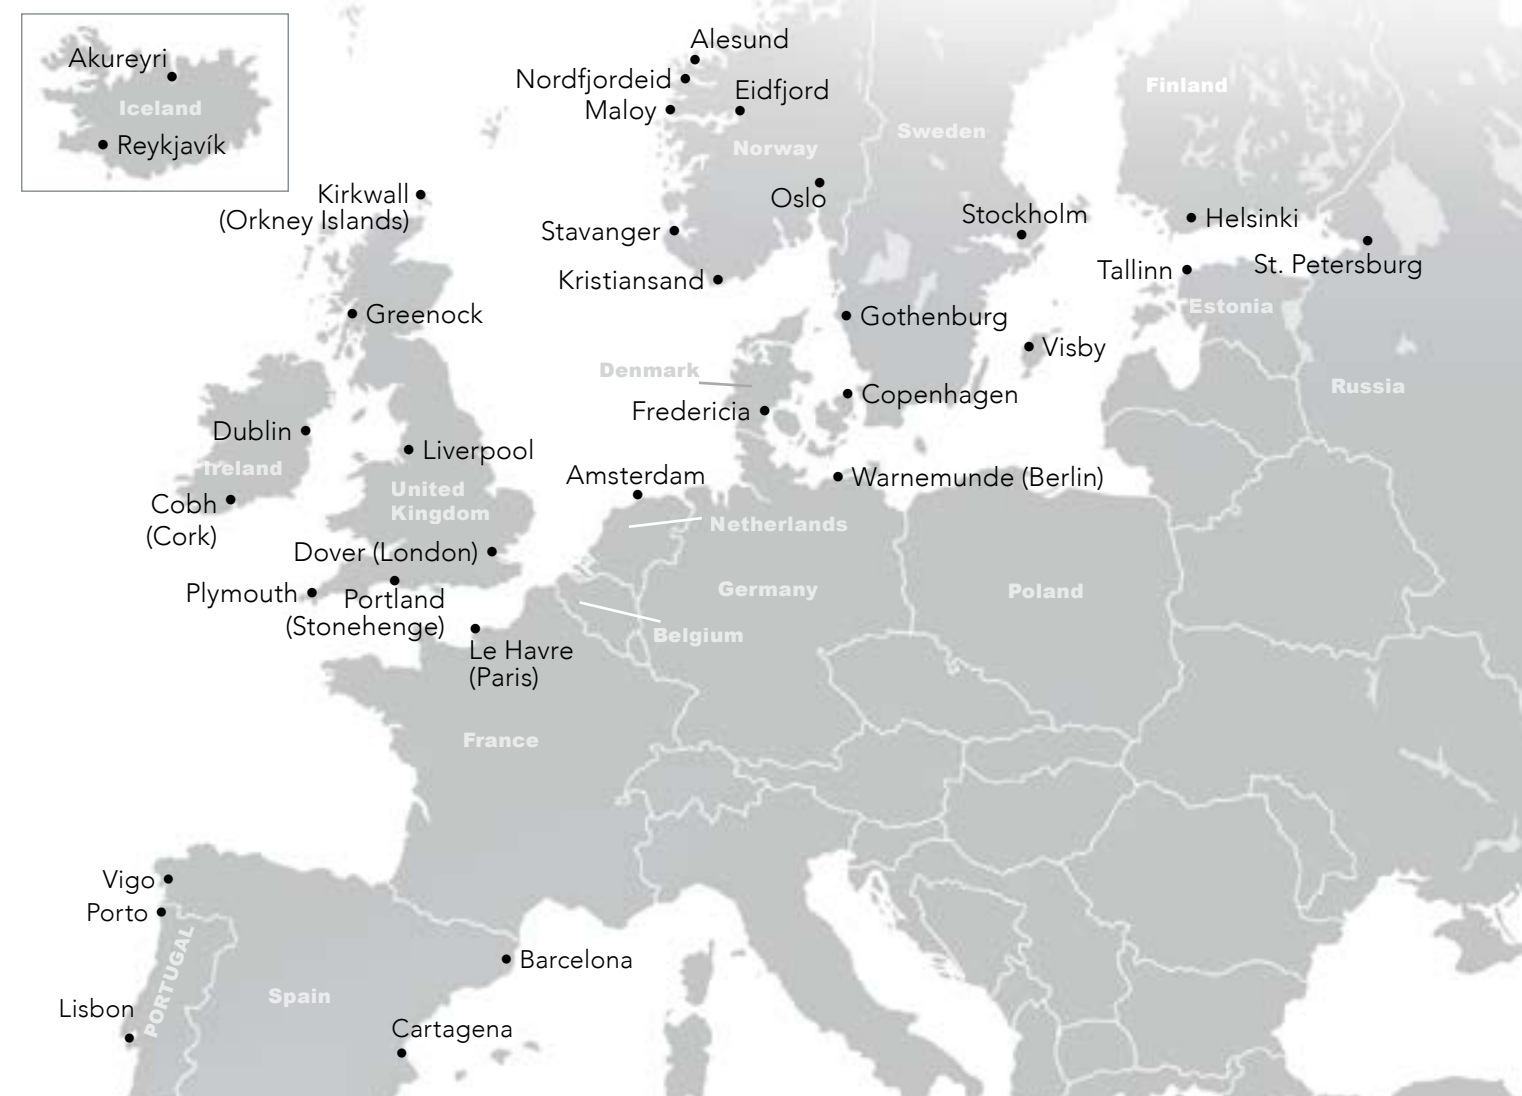 Akureyri
Iceland
Reykjavík
Alesund
Nordfjordeid
Eidfjord
Maloy
Norway
Sweden
Finland
Oslo
Kirkwall
(Orkney Islands)
Stavanger
Kristiansand
Stockholm
Helsinki
Tallinn
St. Petersburg
Estonia
Greenock
Gothenburg
Visby
Denmark
Russia
Fredericia
Copenhagen
Dublin
Ireland
Liverpool
Cobh
(Cork)
United
Kingdom
Amsterdam
Warnemunde (Berlin)
Netherlands
Dover (London)
Plymouth
Portland
(Stonehenge)
Germany
Poland
Belgium
Le Havre
(Paris)
France
Vigo
Porto
PORTUGAL
Lisbon
Spain
Barcelona
Cartagena